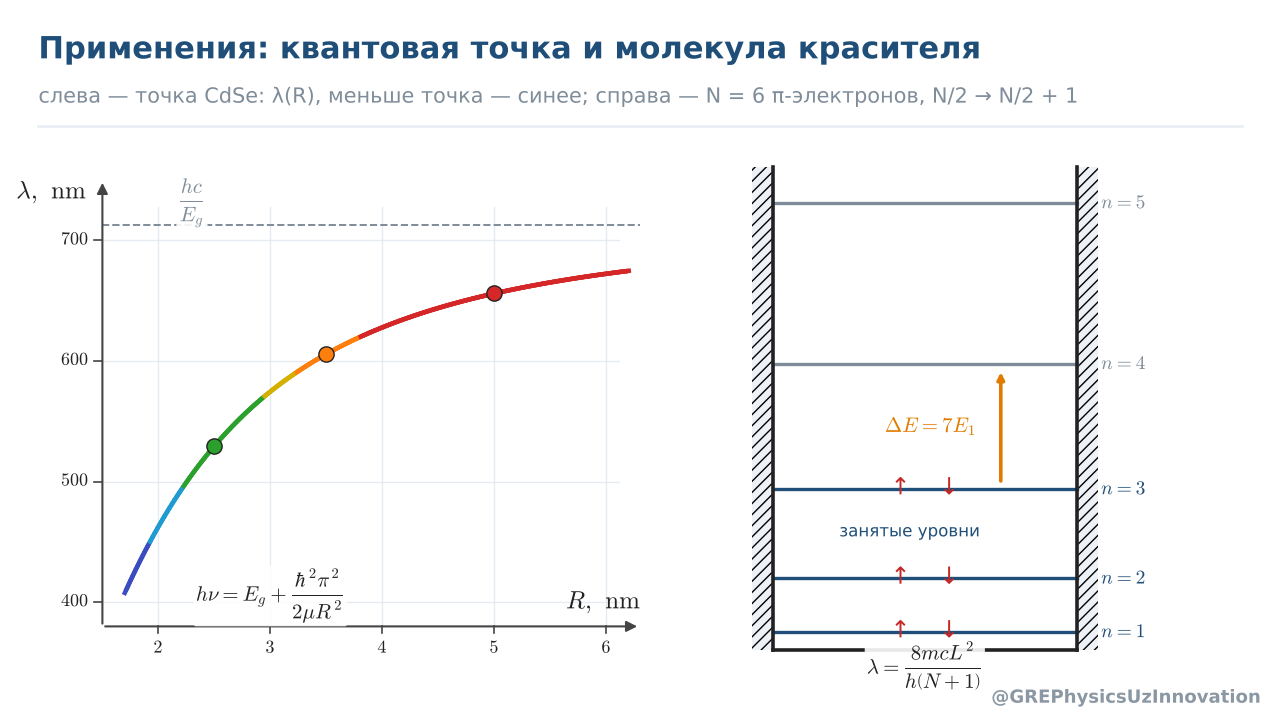 Применения: квантовая точка и молекула красителя
слева — точка CdSe: λ(R), меньше точка — синее; справа — N = 6 π-электронов, N/2 → N/2 + 1
λ, nm
hc/E_g
700
600
500
400
hν = E_g + ħ²π²/2μR²
R, nm
2 3 4 5 6
n = 5
n = 4
ΔE = 7E₁
↑ ↓ n = 3
занятые уровни
↑ ↓ n = 2
↑ ↓ n = 1
λ = 8mcL²/h(N + 1)
@GREPhysicsUzInnovation